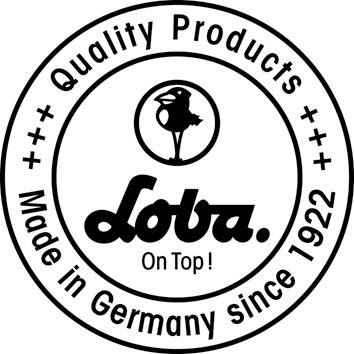 +++ Quality Products +++
Loba.
On Top!
Made in Germany since 1922